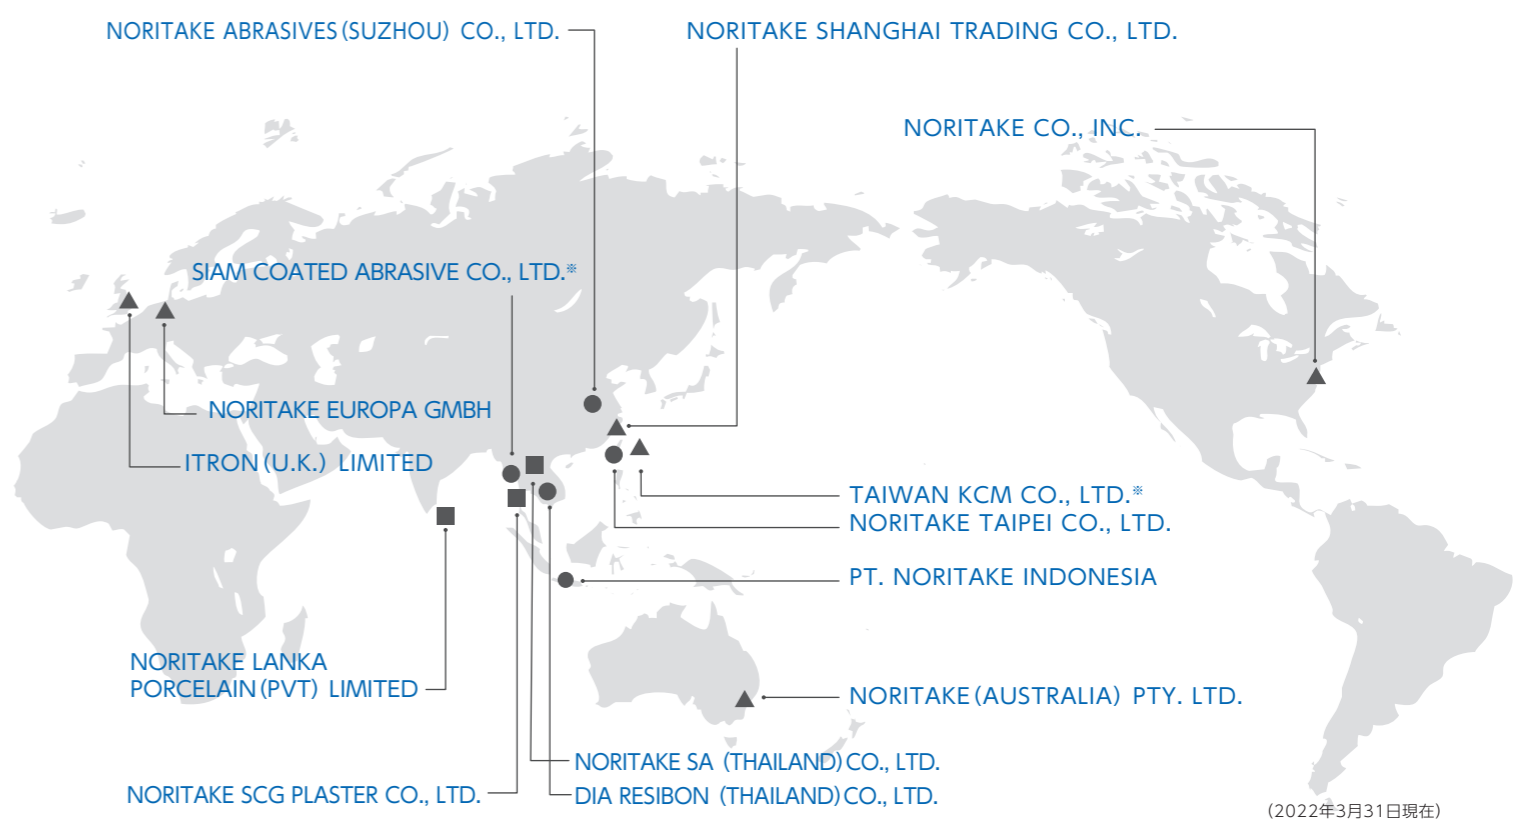 NORITAKE ABRASIVES(SUZHOU) CO., LTD.
NORITAKE SHANGHAI TRADING CO., LTD.
NORITAKE CO., INC.
SIAM COATED ABRASIVE CO., LTD.※
NORITAKE EUROPA GMBH
ITRON(U.K.) LIMITED
TAIWAN KCM CO., LTD.※
NORITAKE TAIPEI CO., LTD.
PT. NORITAKE INDONESIA
NORITAKE LANKA
PORCELAIN(PVT) LIMITED
NORITAKE(AUSTRALIA) PTY. LTD.
NORITAKE SA (THAILAND)CO., LTD.
NORITAKE SCG PLASTER CO., LTD.
DIA RESIBON (THAILAND)CO., LTD.
(2022年3月31日現在)